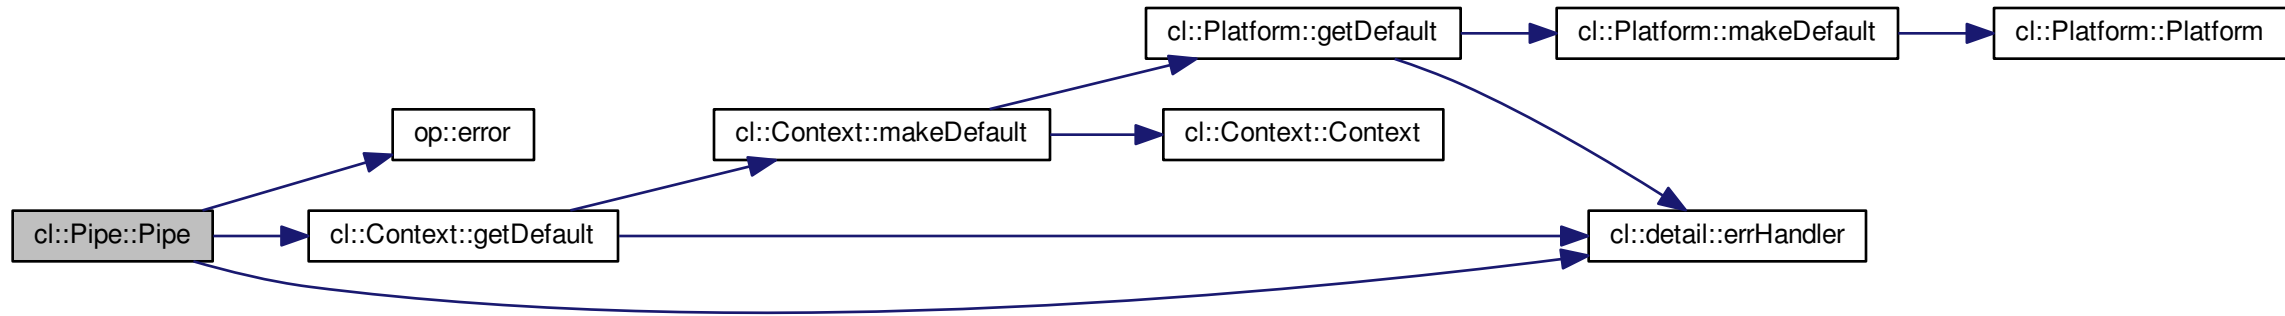 cl::Platform::getDefault
cl::Platform::makeDefault
cl::Platform::Platform
op::error
cl::Context::makeDefault
cl::Context::Context
cl::Pipe::Pipe
cl::Context::getDefault
cl::detail::errHandler